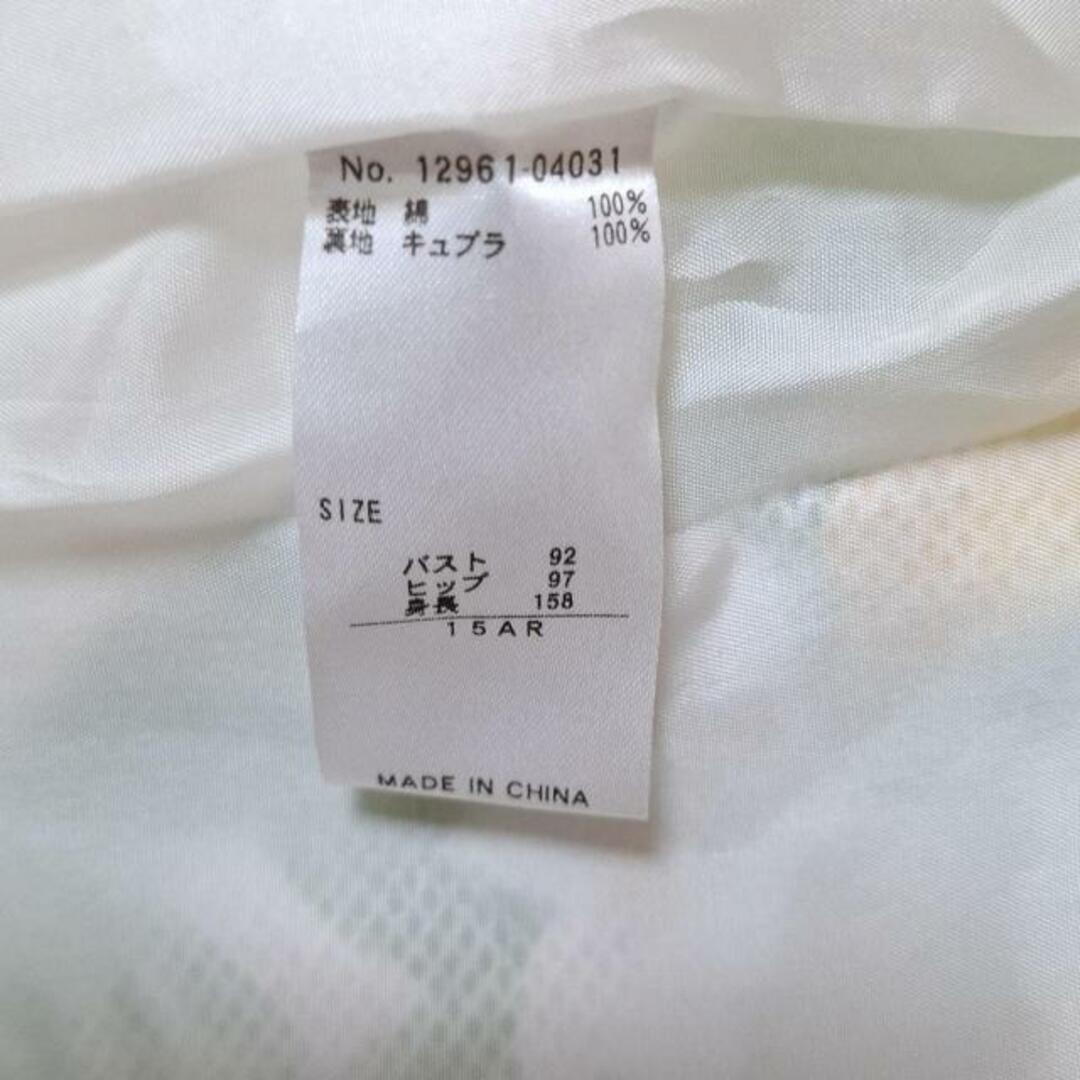 No. 12961-04031
表地 綿 100%
裏地 キュプラ 100%
SIZE
バスト 92
ヒップ 97
身長 158
15AR
MADE IN CHINA